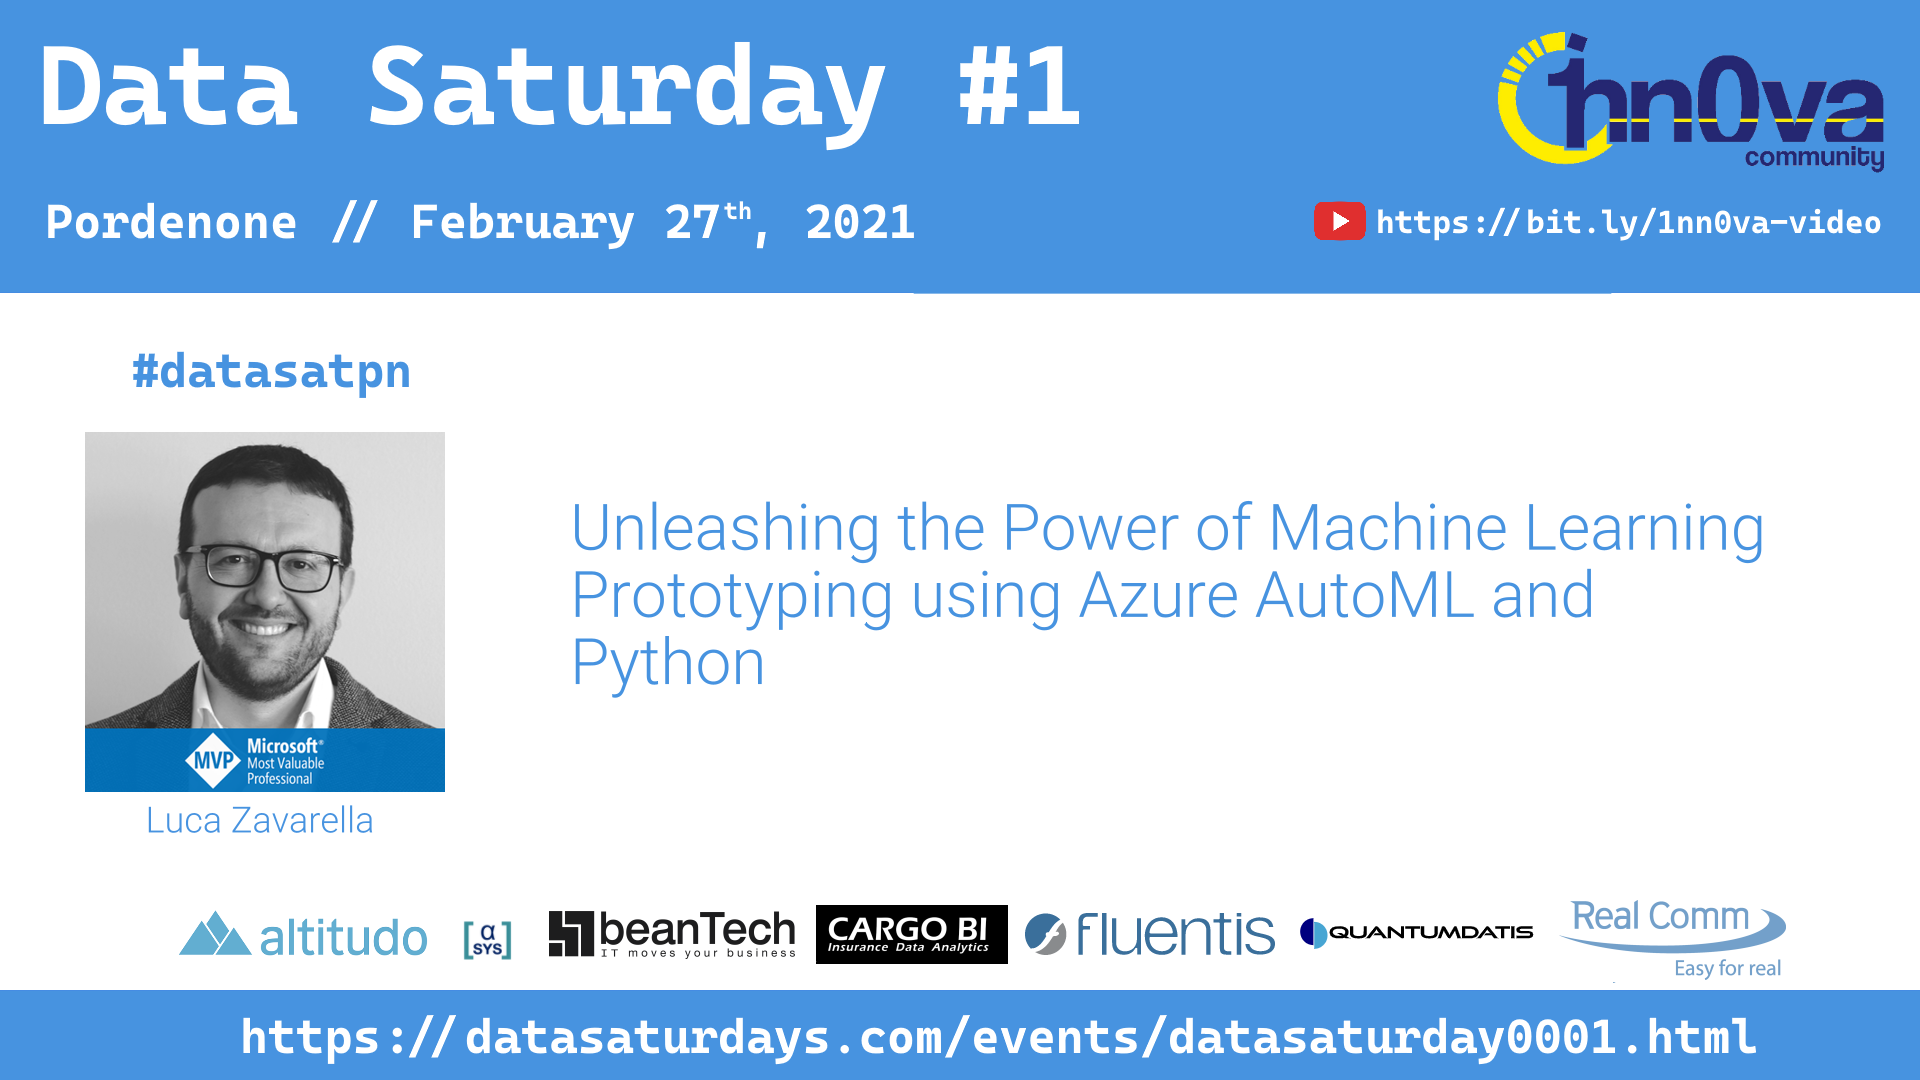 Data Saturday #1
1nn0va
community
Pordenone // February 27th, 2021
https://bit.ly/1nn0va-video
#datasatpn
Unleashing the Power of Machine Learning
Prototyping using Azure AutoML and
Python
MVP
Microsoft®
Most Valuable
Professional
Luca Zavarella
altitudo
[α
SYS]
beanTech
IT moves your business
CARGO BI
Insurance Data Analytics
fluentis
QUANTUMDATIS
Real Comm
Easy for real
https://datasaturdays.com/events/datasaturday0001.html